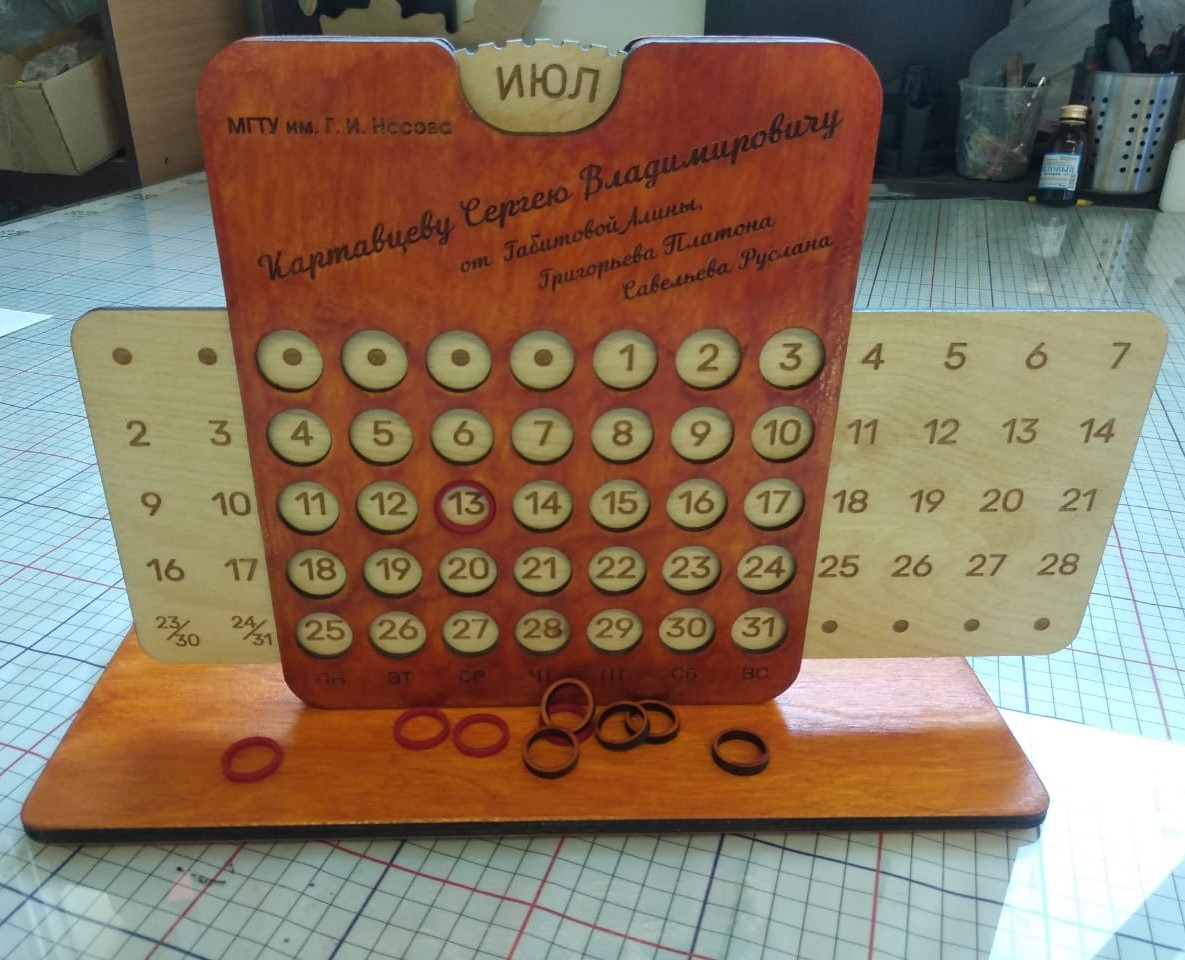 ИЮЛ
МГТУ им. Г. И. Носова
Картавцеву Сергею Владимировичу
от Габитовой Алины,
Григорьева Платона
Савельева Руслана
1 2 3 4 5 6 7
2 3 4 5 6 7 8 9 10 11 12 13 14
9 10 11 12 13 14 15 16 17 18 19 20 21
16 17 18 19 20 21 22 23 24 25 26 27 28
23/30 24/31 25 26 27 28 29 30 31
ПН ВТ СР ЧТ ПТ СБ ВС